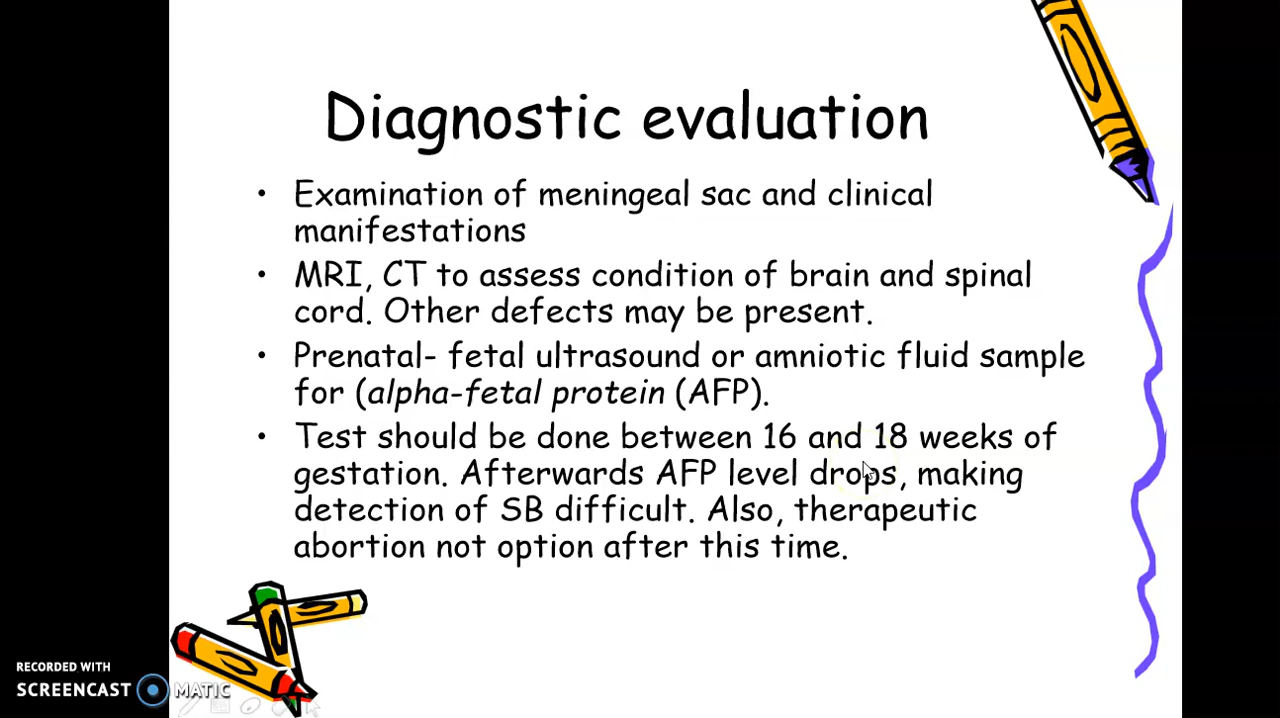 Diagnostic evaluation
• Examination of meningeal sac and clinical
manifestations
• MRI, CT to assess condition of brain and spinal
cord. Other defects may be present.
• Prenatal- fetal ultrasound or amniotic fluid sample
for (alpha-fetal protein (AFP).
• Test should be done between 16 and 18 weeks of
gestation. Afterwards AFP level drops, making
detection of SB difficult. Also, therapeutic
abortion not option after this time.
RECORDED WITH
SCREENCAST MATIC